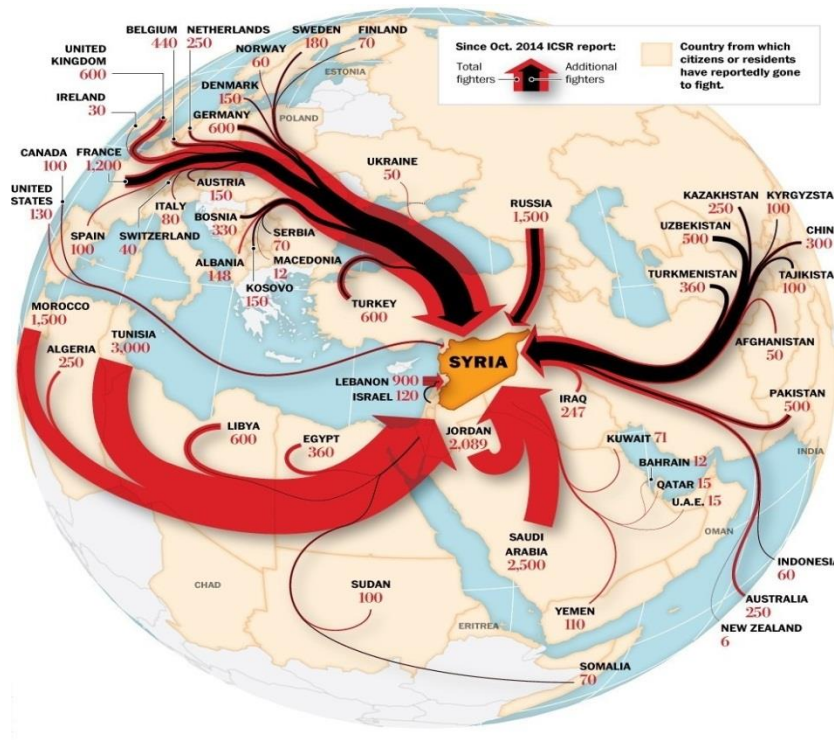 Since Oct. 2014 ICSR report:
Total
fighters
Additional
fighters
Country from which
citizens or residents
have reportedly gone
to fight.
BELGIUM
440
NETHERLANDS
250
SWEDEN
180
FINLAND
70
NORWAY
60
UNITED
KINGDOM
600
ESTONIA
DENMARK
150
IRELAND
30
GERMANY
600
POLAND
CANADA
100
FRANCE
1,200
UKRAINE
50
UNITED
STATES
130
AUSTRIA
150
ITALY
80
BOSNIA
330
SPAIN
100
SWITZERLAND
40
SERBIA
70
ALBANIA
148
MACEDONIA
12
KOSOVO
150
TURKEY
600
RUSSIA
1,500
KAZAKHSTAN
250
KYRGYZSTA
100
UZBEKISTAN
500
CHIN
300
TURKMENISTAN
360
TAJIKISTA
100
AFGHANISTAN
50
MOROCCO
1,500
ALGERIA
250
TUNISIA
3,000
SYRIA
LEBANON 900
ISRAEL 120
IRAQ
247
PAKISTAN
500
LIBYA
600
EGYPT
360
JORDAN
2,089
KUWAIT 71
BAHRAIN 12
QATAR 15
U.A.E. 15
INDIA
OMAN
SAUDI
ARABIA
2,500
CHAD
SUDAN
100
ERITREA
YEMEN
110
INDONESIA
60
AUSTRALIA
250
NEW ZEALAND
6
SOMALIA
70